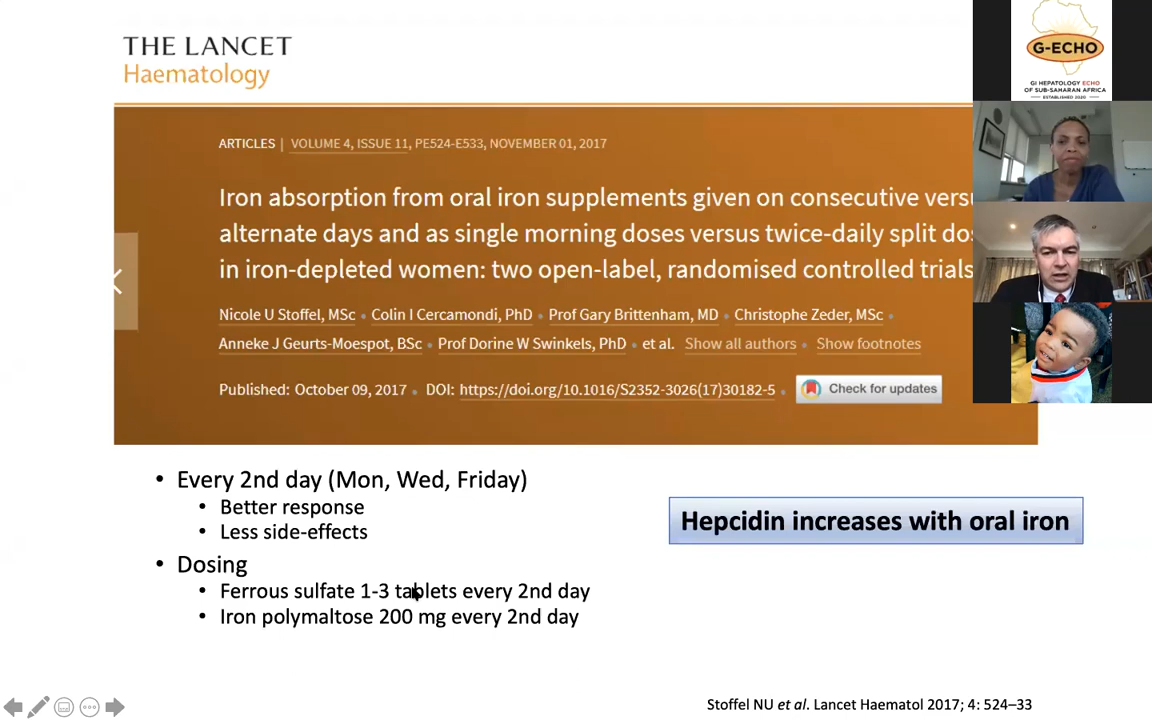 THE LANCET
Haematology
G-ECHO
GI HEPATOLOGY ECHO
OF SUB-SAHARAN AFRICA
ESTABLISHED 2020
ARTICLES | VOLUME 4, ISSUE 11, PE524-E533, NOVEMBER 01, 2017
Iron absorption from oral iron supplements given on consecutive versu
alternate days and as single morning doses versus twice-daily split dos
in iron-depleted women: two open-label, randomised controlled trials
Nicole U Stoffel, MSc • Colin I Cercamondi, PhD • Prof Gary Brittenham, MD • Christophe Zeder, MSc •
Anneke J Geurts-Moespot, BSc • Prof Dorine W Swinkels, PhD • et al. Show all authors • Show footnotes
Published: October 09, 2017 • DOI: https://doi.org/10.1016/S2352-3026(17)30182-5 • Check for updates
• Every 2nd day (Mon, Wed, Friday)
• Better response
• Less side-effects
Hepcidin increases with oral iron
• Dosing
• Ferrous sulfate 1-3 tablets every 2nd day
• Iron polymaltose 200 mg every 2nd day
Stoffel NU et al. Lancet Haematol 2017; 4: 524–33